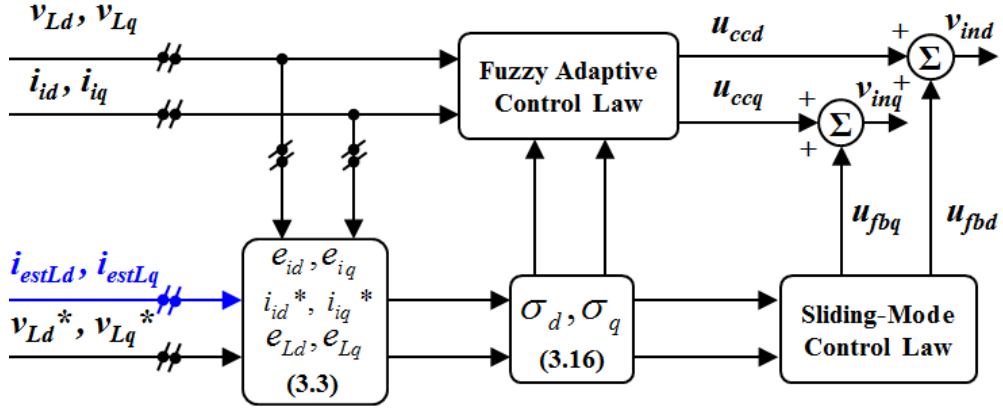 v_Ld, v_Lq
i_id, i_iq
Fuzzy Adaptive
Control Law
u_ccd
u_ccq
+
Σ
+
v_ind
+
Σ
+
v_inq
u_fbq
u_fbd
i_estLd, i_estLq
v_Ld*, v_Lq*
e_id, e_iq
i_id*, i_iq*
e_Ld, e_Lq
(3.3)
σ_d, σ_q
(3.16)
Sliding-Mode
Control Law